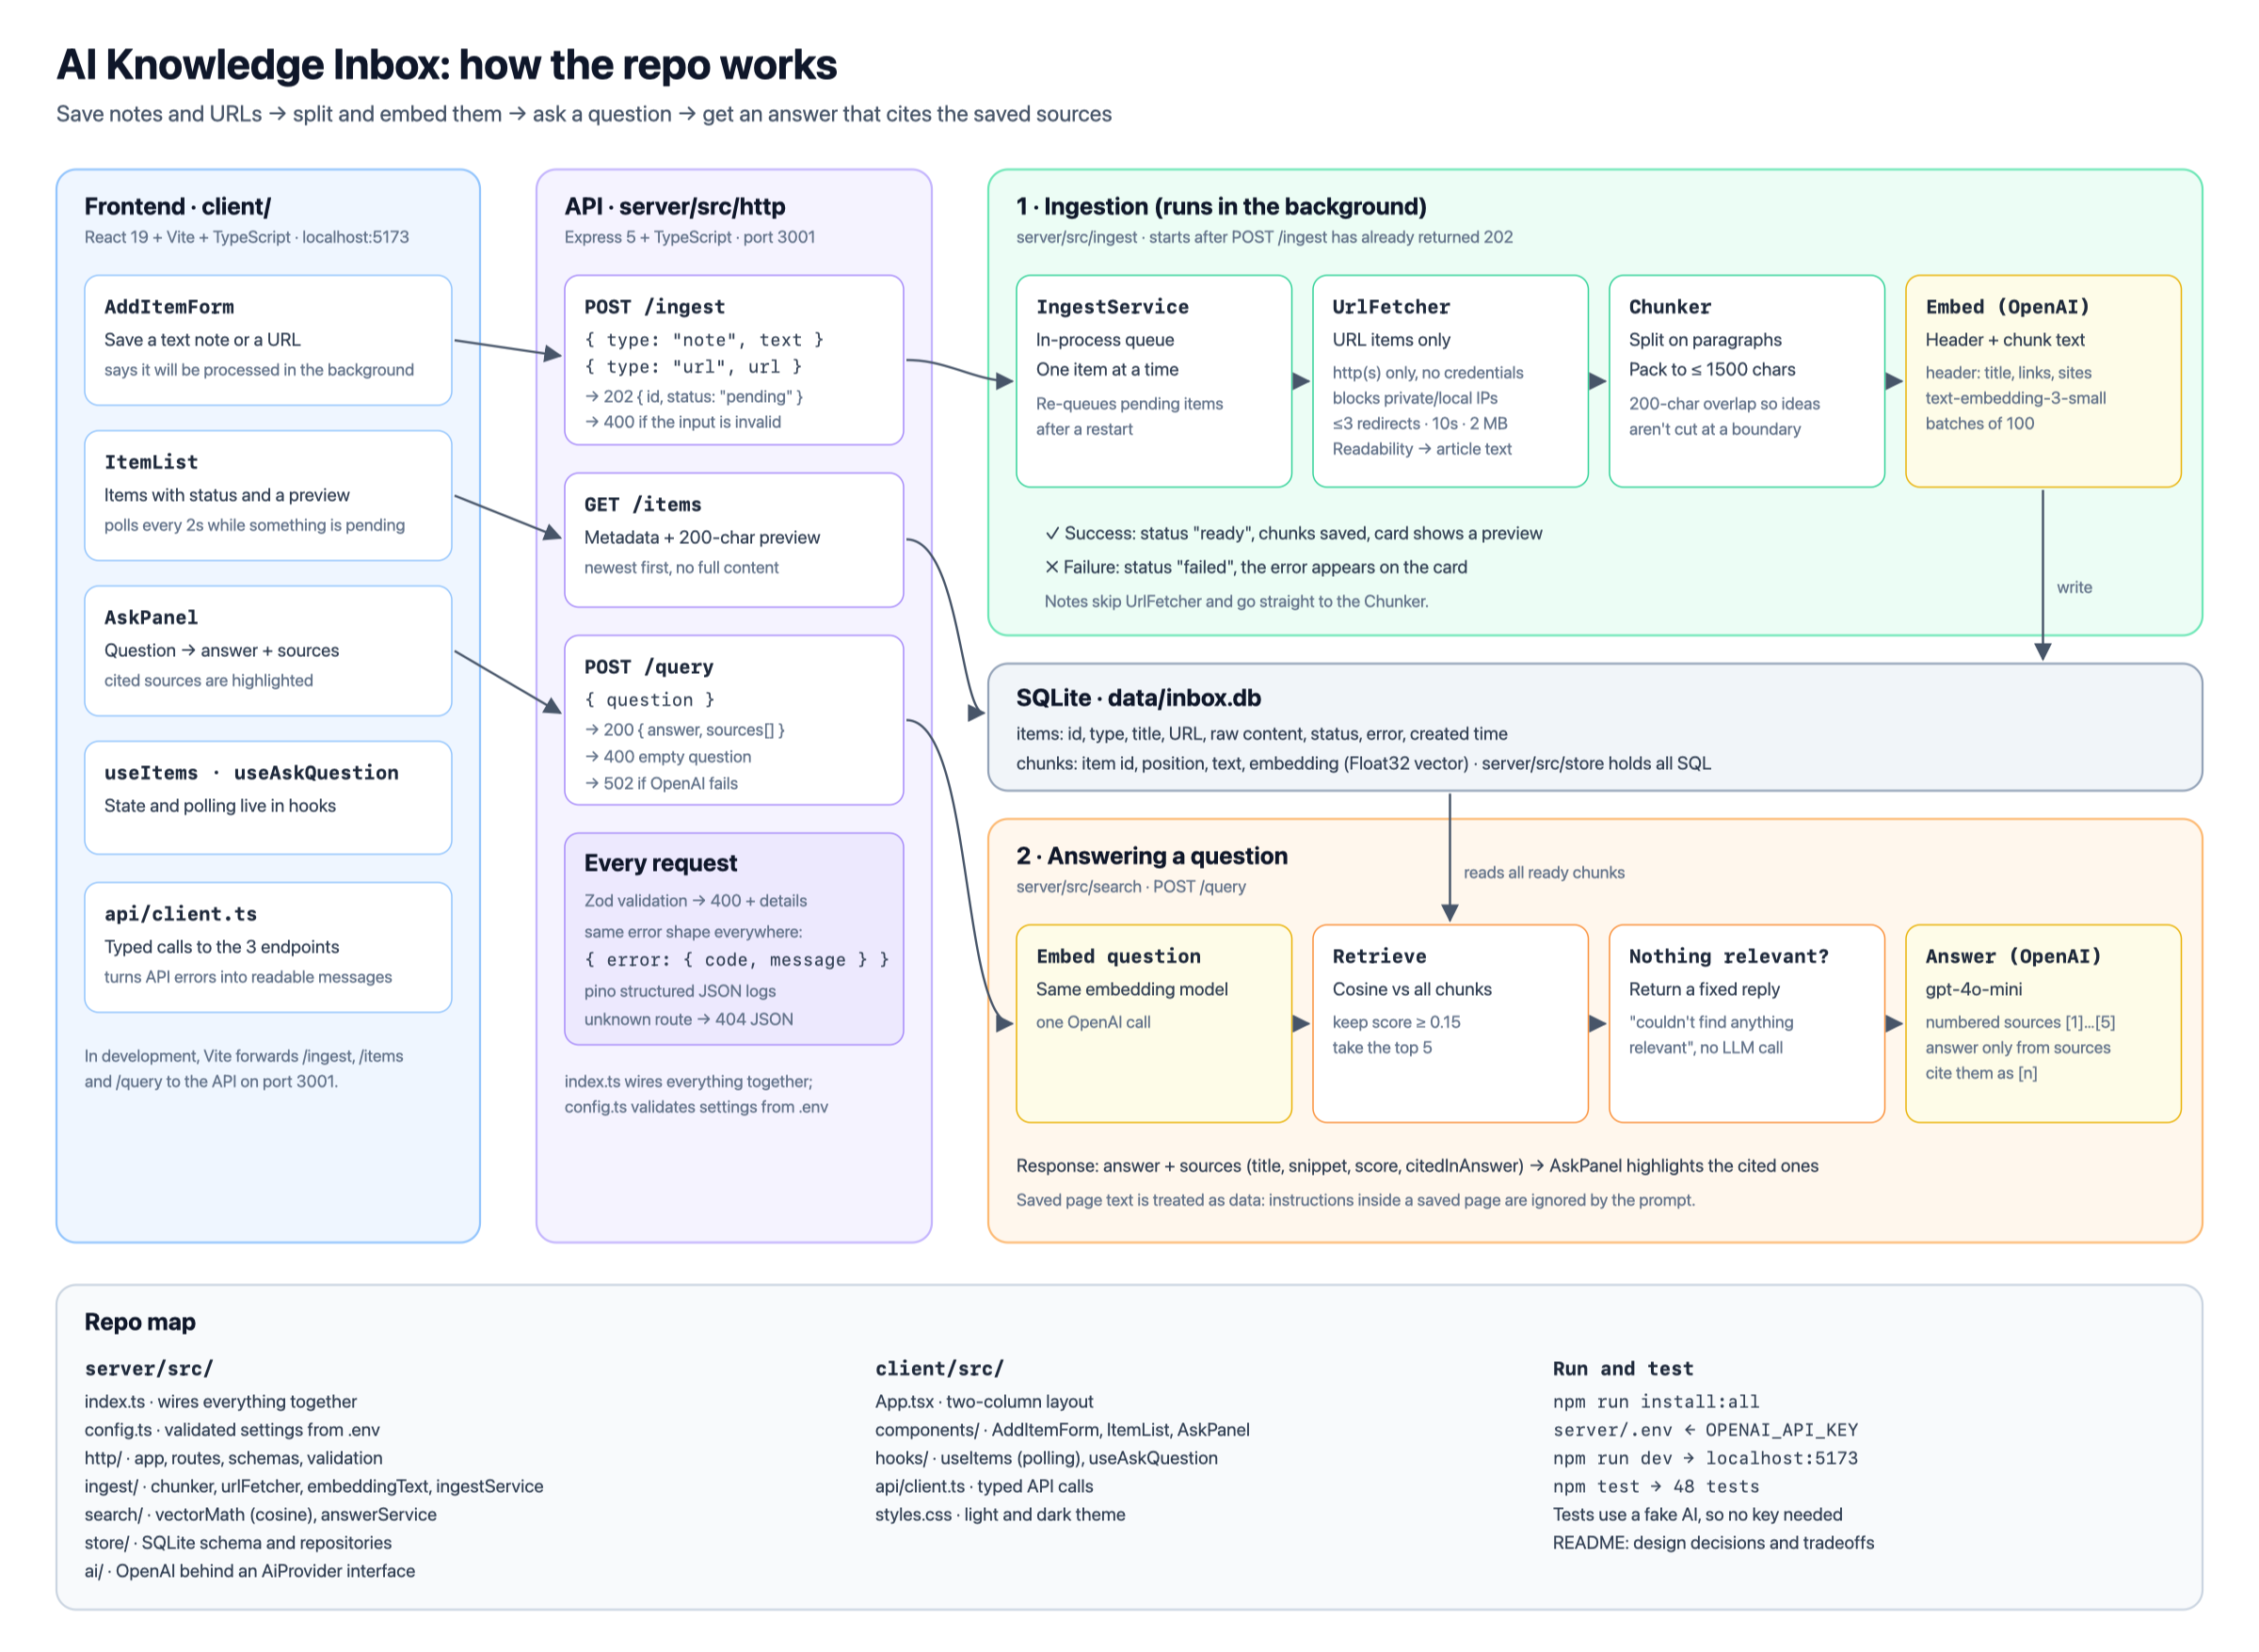 AI Knowledge Inbox: how the repo works
Save notes and URLs → split and embed them → ask a question → get an answer that cites the saved sources
Frontend · client/
React 19 + Vite + TypeScript · localhost:5173
AddItemForm
Save a text note or a URL
says it will be processed in the background
ItemList
Items with status and a preview
polls every 2s while something is pending
AskPanel
Question → answer + sources
cited sources are highlighted
useItems · useAskQuestion
State and polling live in hooks
api/client.ts
Typed calls to the 3 endpoints
turns API errors into readable messages
In development, Vite forwards /ingest, /items
and /query to the API on port 3001.
API · server/src/http
Express 5 + TypeScript · port 3001
POST /ingest
{ type: "note", text }
{ type: "url", url }
→ 202 { id, status: "pending" }
→ 400 if the input is invalid
GET /items
Metadata + 200-char preview
newest first, no full content
POST /query
{ question }
→ 200 { answer, sources[] }
→ 400 empty question
→ 502 if OpenAI fails
Every request
Zod validation → 400 + details
same error shape everywhere:
{ error: { code, message } }
pino structured JSON logs
unknown route → 404 JSON
index.ts wires everything together;
config.ts validates settings from .env
1 · Ingestion (runs in the background)
server/src/ingest · starts after POST /ingest has already returned 202
IngestService
In-process queue
One item at a time
Re-queues pending items
after a restart
UrlFetcher
URL items only
http(s) only, no credentials
blocks private/local IPs
≤3 redirects · 10s · 2 MB
Readability → article text
Chunker
Split on paragraphs
Pack to ≤ 1500 chars
200-char overlap so ideas
aren't cut at a boundary
Embed (OpenAI)
Header + chunk text
header: title, links, sites
text-embedding-3-small
batches of 100
✓ Success: status "ready", chunks saved, card shows a preview
✕ Failure: status "failed", the error appears on the card
Notes skip UrlFetcher and go straight to the Chunker.
write
SQLite · data/inbox.db
items: id, type, title, URL, raw content, status, error, created time
chunks: item id, position, text, embedding (Float32 vector) · server/src/store holds all SQL
2 · Answering a question
server/src/search · POST /query
reads all ready chunks
Embed question
Same embedding model
one OpenAI call
Retrieve
Cosine vs all chunks
keep score ≥ 0.15
take the top 5
Nothing relevant?
Return a fixed reply
"couldn't find anything
relevant", no LLM call
Answer (OpenAI)
gpt-4o-mini
numbered sources [1]...[5]
answer only from sources
cite them as [n]
Response: answer + sources (title, snippet, score, citedInAnswer) → AskPanel highlights the cited ones
Saved page text is treated as data: instructions inside a saved page are ignored by the prompt.
Repo map
server/src/
index.ts · wires everything together
config.ts · validated settings from .env
http/ · app, routes, schemas, validation
ingest/ · chunker, urlFetcher, embeddingText, ingestService
search/ · vectorMath (cosine), answerService
store/ · SQLite schema and repositories
ai/ · OpenAI behind an AiProvider interface
client/src/
App.tsx · two-column layout
components/ · AddItemForm, ItemList, AskPanel
hooks/ · useItems (polling), useAskQuestion
api/client.ts · typed API calls
styles.css · light and dark theme
Run and test
npm run install:all
server/.env ← OPENAI_API_KEY
npm run dev → localhost:5173
npm test → 48 tests
Tests use a fake AI, so no key needed
README: design decisions and tradeoffs